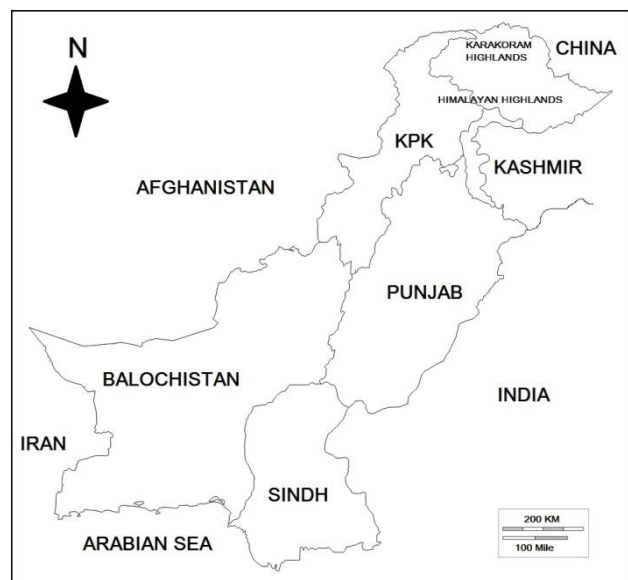 N
KARAKORAM
HIGHLANDS
CHINA
HIMALAYAN HIGHLANDS
KPK
KASHMIR
AFGHANISTAN
PUNJAB
BALOCHISTAN
INDIA
IRAN
SINDH
ARABIAN SEA
200 KM
100 Mile